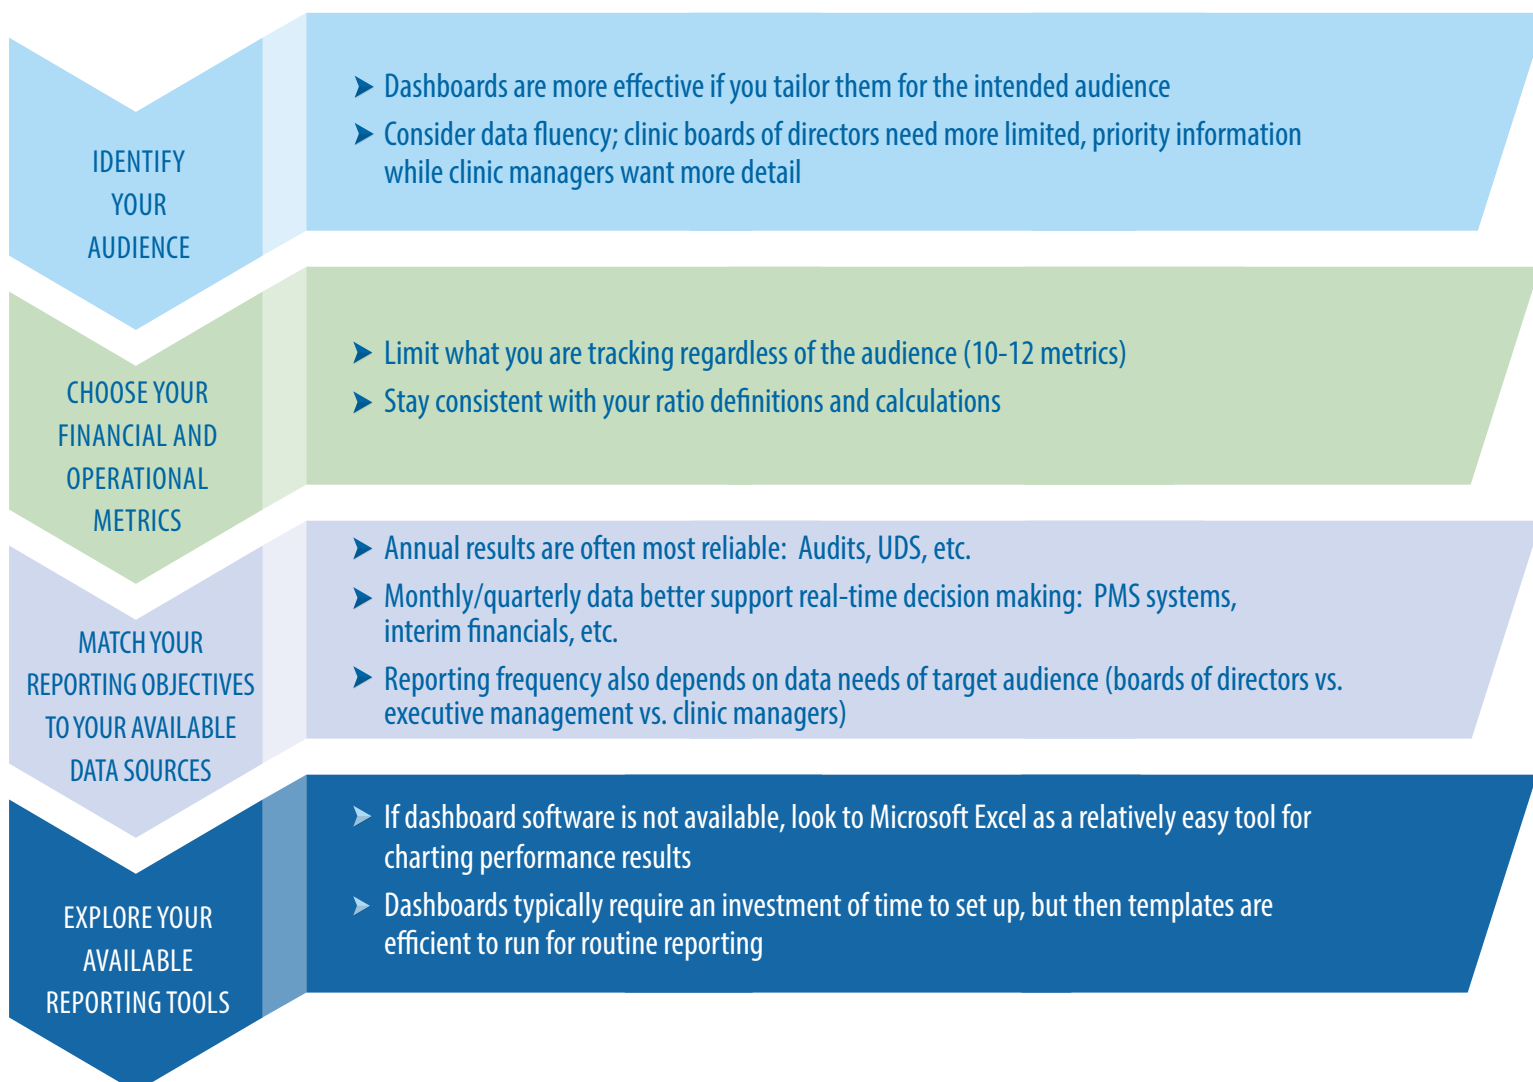 IDENTIFY
YOUR
AUDIENCE
➤ Dashboards are more effective if you tailor them for the intended audience
➤ Consider data fluency; clinic boards of directors need more limited, priority information
while clinic managers want more detail
CHOOSE YOUR
FINANCIAL AND
OPERATIONAL
METRICS
➤ Limit what you are tracking regardless of the audience (10-12 metrics)
➤ Stay consistent with your ratio definitions and calculations
MATCH YOUR
REPORTING OBJECTIVES
TO YOUR AVAILABLE
DATA SOURCES
➤ Annual results are often most reliable: Audits, UDS, etc.
➤ Monthly/quarterly data better support real-time decision making: PMS systems,
interim financials, etc.
➤ Reporting frequency also depends on data needs of target audience (boards of directors vs.
executive management vs. clinic managers)
EXPLORE YOUR
AVAILABLE
REPORTING TOOLS
➤ If dashboard software is not available, look to Microsoft Excel as a relatively easy tool for
charting performance results
➤ Dashboards typically require an investment of time to set up, but then templates are
efficient to run for routine reporting